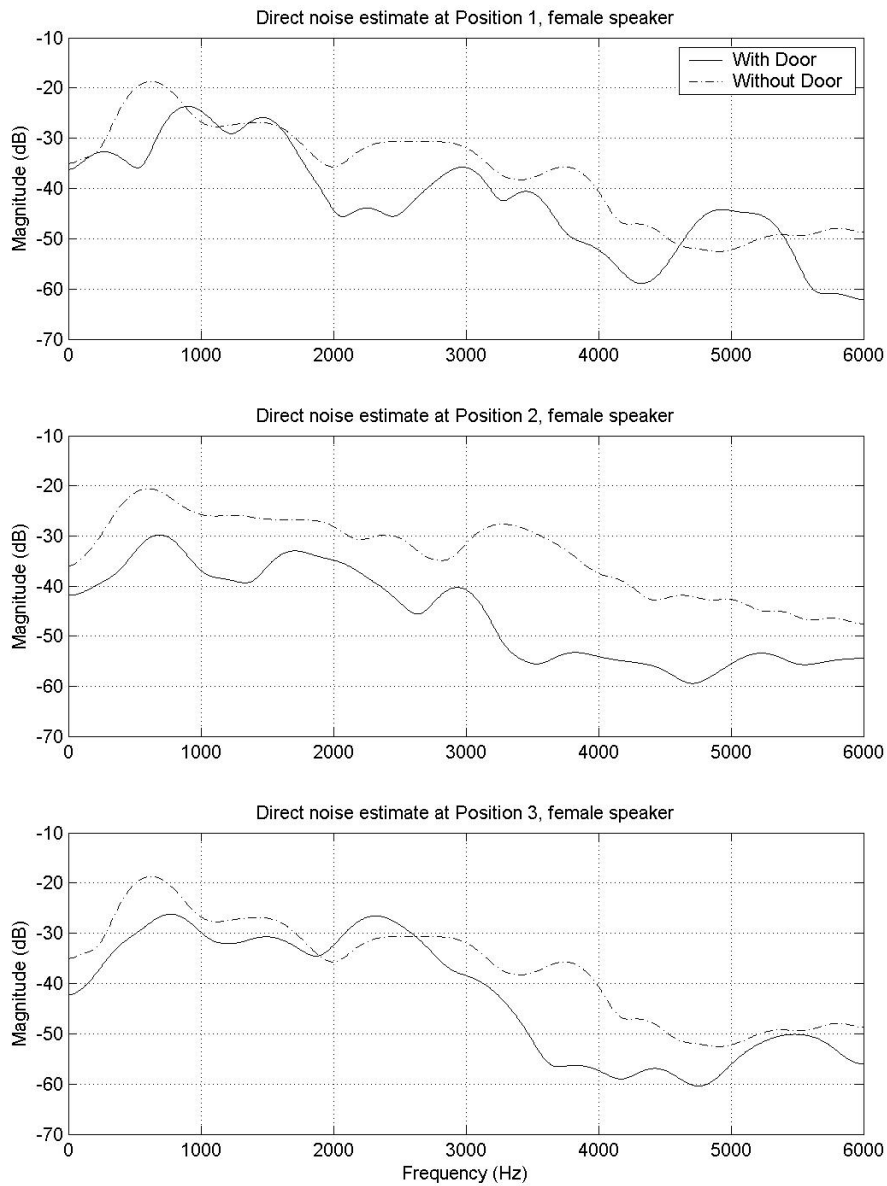 Direct noise estimate at Position 1, female speaker
-10
With Door
Without Door
-20
-30
-40
-50
-60
-70
Magnitude (dB)
0 1000 2000 3000 4000 5000 6000
Direct noise estimate at Position 2, female speaker
-10
-20
-30
-40
-50
-60
-70
Magnitude (dB)
0 1000 2000 3000 4000 5000 6000
Direct noise estimate at Position 3, female speaker
-10
-20
-30
-40
-50
-60
-70
Magnitude (dB)
0 1000 2000 3000 4000 5000 6000
Frequency (Hz)